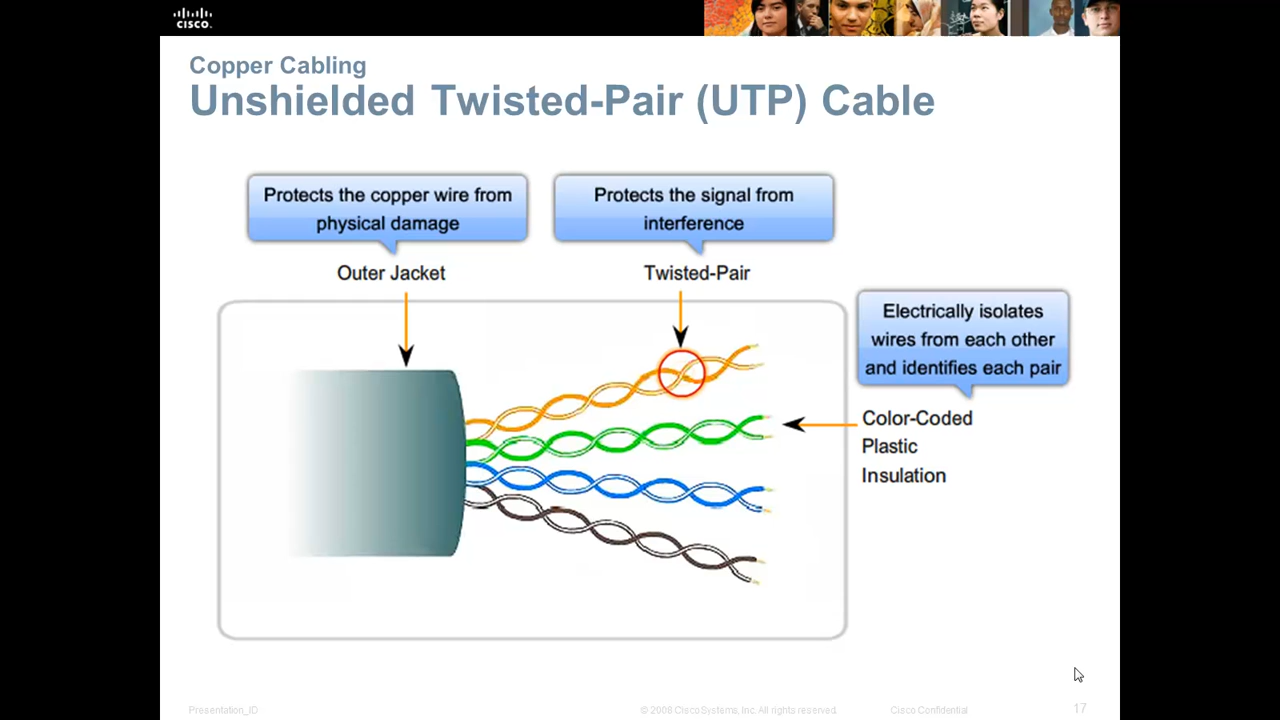 CISCO.
Copper Cabling
Unshielded Twisted-Pair (UTP) Cable
Protects the copper wire from
physical damage
Protects the signal from
interference
Outer Jacket
Twisted-Pair
Electrically isolates
wires from each other
and identifies each pair
Color-Coded
Plastic
Insulation
Presentation_ID
© 2008 Cisco Systems, Inc. All rights reserved.
Cisco Confidential
17